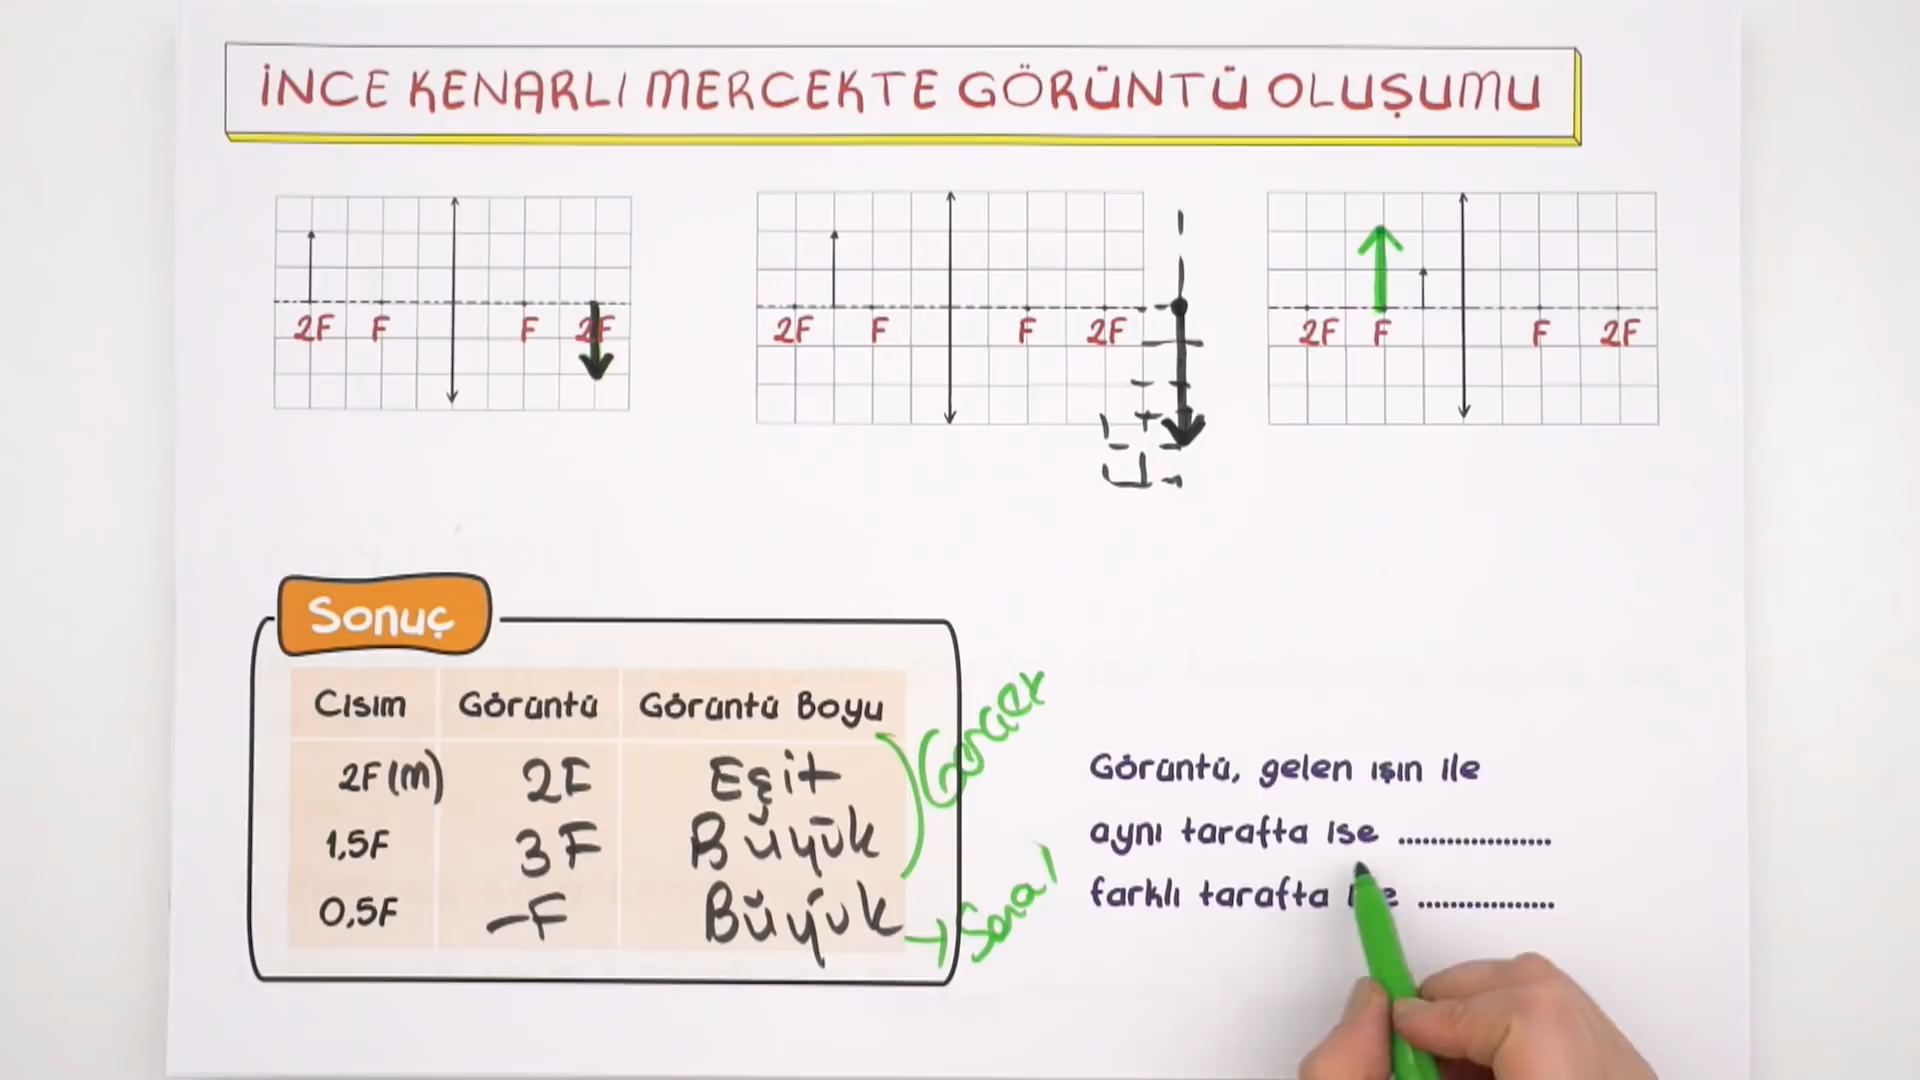 İNCE KENARLI MERCEKTE GÖRÜNTÜ OLUŞUMU
2F F F 2F
2F F F 2F
2F F F 2F
Sonuç
Cisim Görüntü Görüntü Boyu
2F(m) 2F Eşit
1,5F 3F Büyük
0,5F -F Büyük
Gerçek
Sanal
Görüntü, gelen ışın ile
aynı tarafta ise ....................
farklı tarafta ise ..................